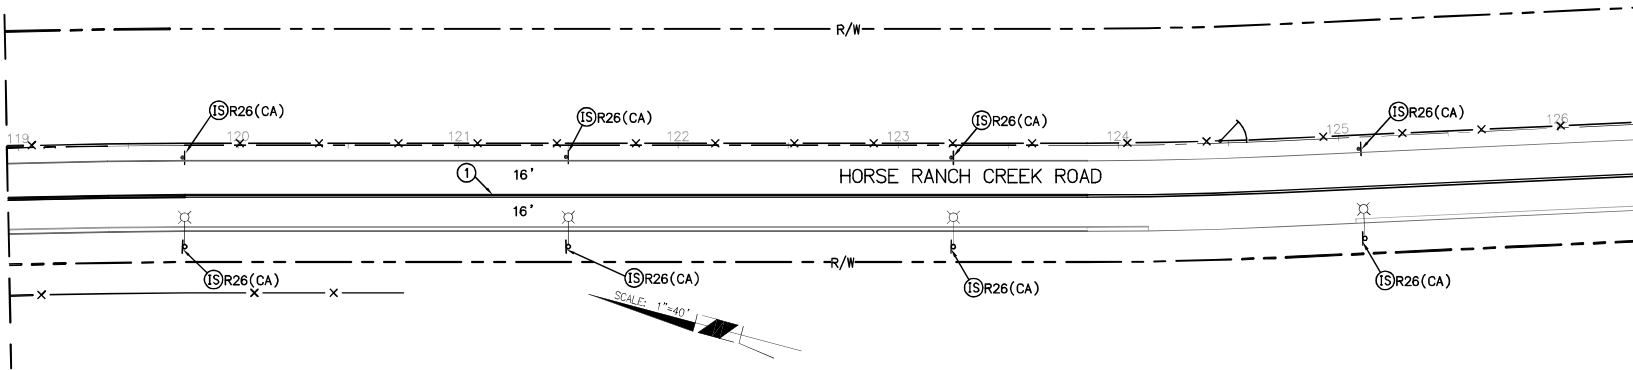 R/W
IS R26(CA)
IS R26(CA)
IS R26(CA)
IS R26(CA)
119
120
121
122
123
124
125
126
1
16'
HORSE RANCH CREEK ROAD
16'
R/W
IS R26(CA)
IS R26(CA)
IS R26(CA)
IS R26(CA)
SCALE: 1"=40'